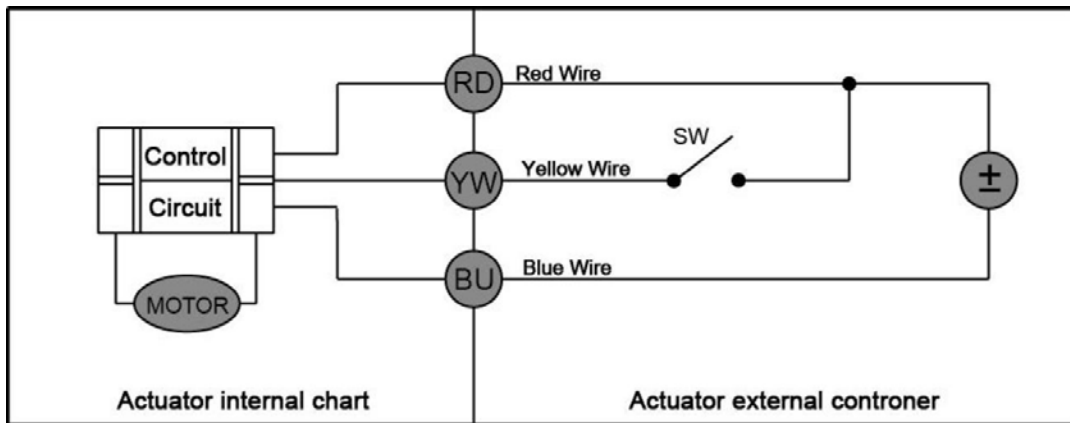 RD
Red Wire
SW
Control
YW
Yellow Wire
±
Circuit
BU
Blue Wire
MOTOR
Actuator internal chart
Actuator external controner